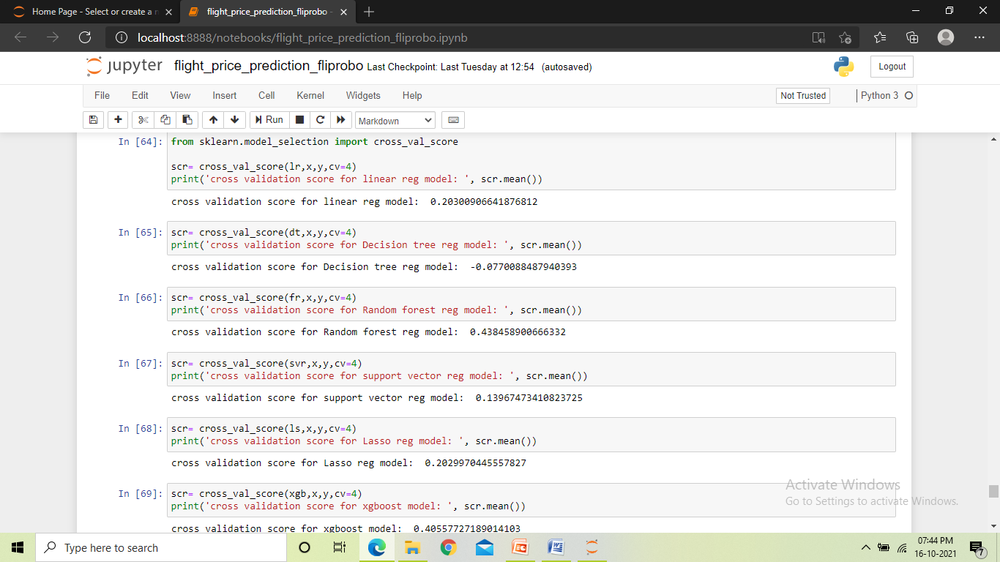 Home Page - Select or create a n
flight_price_prediction_fliprobo -
localhost:8888/notebooks/flight_price_prediction_fliprobo.ipynb
jupyter flight_price_prediction_fliprobo Last Checkpoint: Last Tuesday at 12:54 (autosaved)
Logout
File Edit View Insert Cell Kernel Widgets Help
Not Trusted
Python 3
Run
Markdown
In [64]: from sklearn.model_selection import cross_val_score
scr= cross_val_score(lr,x,y,cv=4)
print('cross validation score for linear reg model: ', scr.mean())
cross validation score for linear reg model:  0.20300906641876812
In [65]: scr= cross_val_score(dt,x,y,cv=4)
print('cross validation score for Decision tree reg model: ', scr.mean())
cross validation score for Decision tree reg model:  -0.0770088487940393
In [66]: scr= cross_val_score(fr,x,y,cv=4)
print('cross validation score for Random forest reg model: ', scr.mean())
cross validation score for Random forest reg model:  0.438458900666332
In [67]: scr= cross_val_score(svr,x,y,cv=4)
print('cross validation score for support vector reg model: ', scr.mean())
cross validation score for support vector reg model:  0.13967473410823725
In [68]: scr= cross_val_score(ls,x,y,cv=4)
print('cross validation score for Lasso reg model: ', scr.mean())
cross validation score for Lasso reg model:  0.2029970445557827
In [69]: scr= cross_val_score(xgb,x,y,cv=4)
print('cross validation score for xgboost model: ', scr.mean())
cross validation score for xgboost model:  0.40557727189014103
Activate Windows
Go to Settings to activate Windows.
Type here to search
07:44 PM
16-10-2021
7